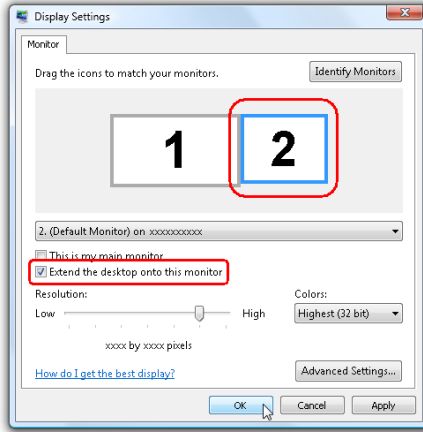 Display Settings
Monitor
Drag the icons to match your monitors.
Identify Monitors
1
2
2. (Default Monitor) on xxxxxxxxxx
This is my main monitor
Extend the desktop onto this monitor
Resolution:
Colors:
Low
High
Highest (32 bit)
xxxx by xxxx pixels
How do I get the best display?
Advanced Settings...
OK
Cancel
Apply